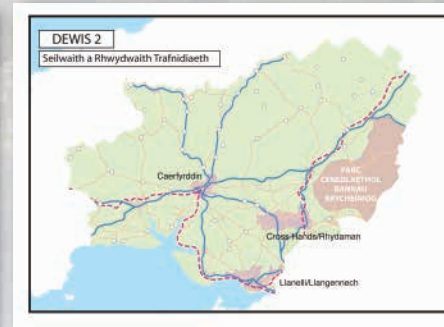 DEWIS 2
Seilwaith a Rhwydwaith Trafnidiaeth
Caerfyrddin
PARC
CENEDLAETHOL
BANNAU
BRYCHEINIOG
Cross-Hands/Rhydaman
Llanelli/Llangennech